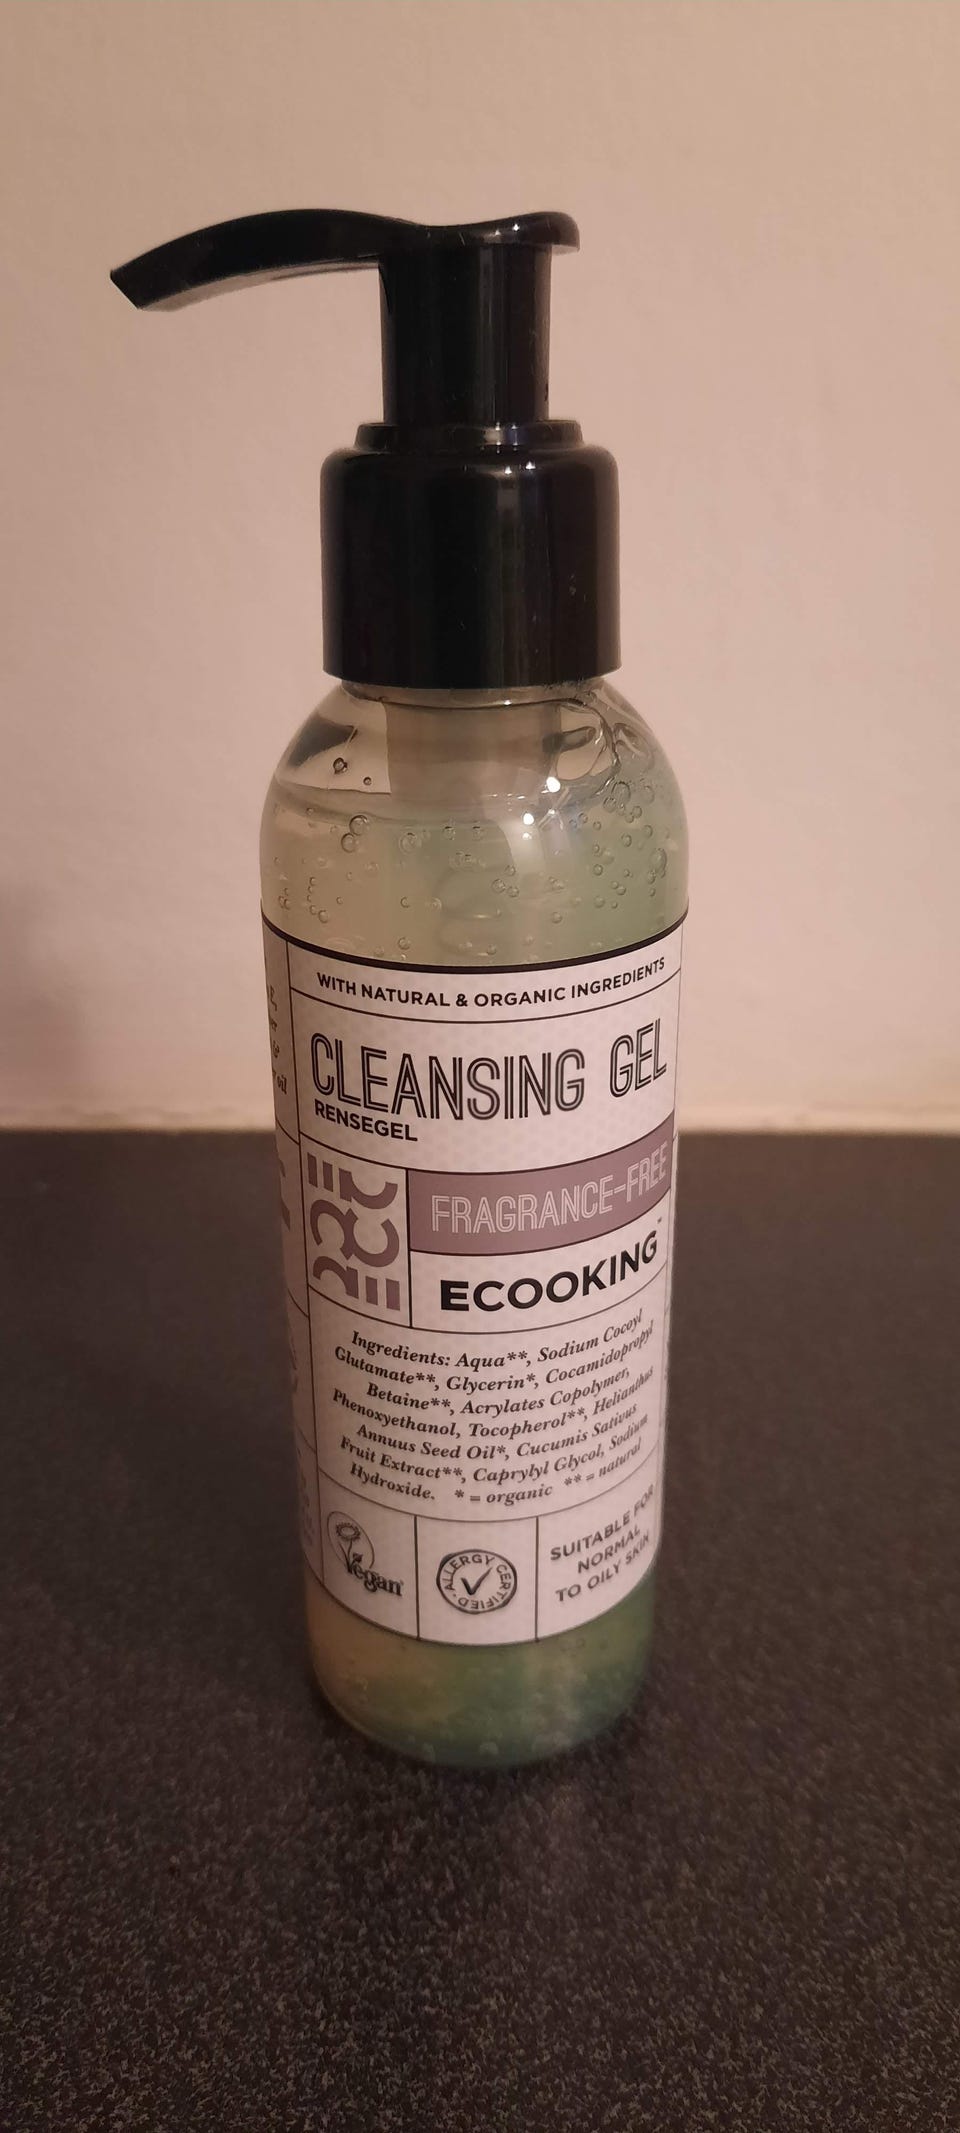 WITH NATURAL & ORGANIC INGREDIENTS
CLEANSING GEL
RENSEGEL
FRAGRANCE-FREE
ECOOKING™
Ingredients: Aqua**, Sodium Cocoyl
Glutamate**, Glycerin*, Cocamidopropyl
Betaine**, Acrylates Copolymer,
Phenoxyethanol, Tocopherol**, Helianthus
Annuus Seed Oil*, Cucumis Sativus
Fruit Extract**, Caprylyl Glycol, Sodium
Hydroxide. * = organic ** = natural
Vegan
ALLERGY CERTIFIED
SUITABLE FOR
NORMAL
TO OILY SKIN
oil